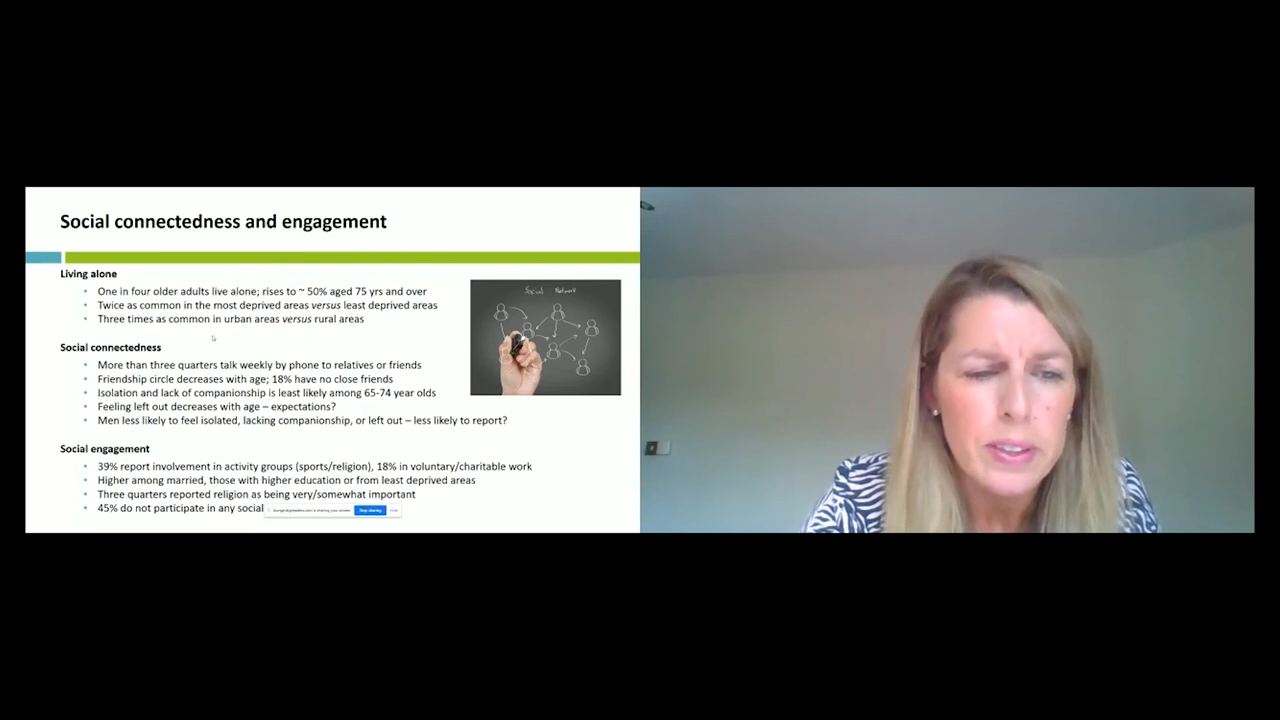 Social connectedness and engagement
Living alone
One in four older adults live alone; rises to ~ 50% aged 75 yrs and over
Twice as common in the most deprived areas versus least deprived areas
Three times as common in urban areas versus rural areas
Social connectedness
More than three quarters talk weekly by phone to relatives or friends
Friendship circle decreases with age; 18% have no close friends
Isolation and lack of companionship is least likely among 65-74 year olds
Feeling left out decreases with age – expectations?
Men less likely to feel isolated, lacking companionship, or left out – less likely to report?
Social engagement
39% report involvement in activity groups (sports/religion), 18% in voluntary/charitable work
Higher among married, those with higher education or from least deprived areas
Three quarters reported religion as being very/somewhat important
45% do not participate in any social
Social Network
is sharing your screen.
Stop sharing
Hide